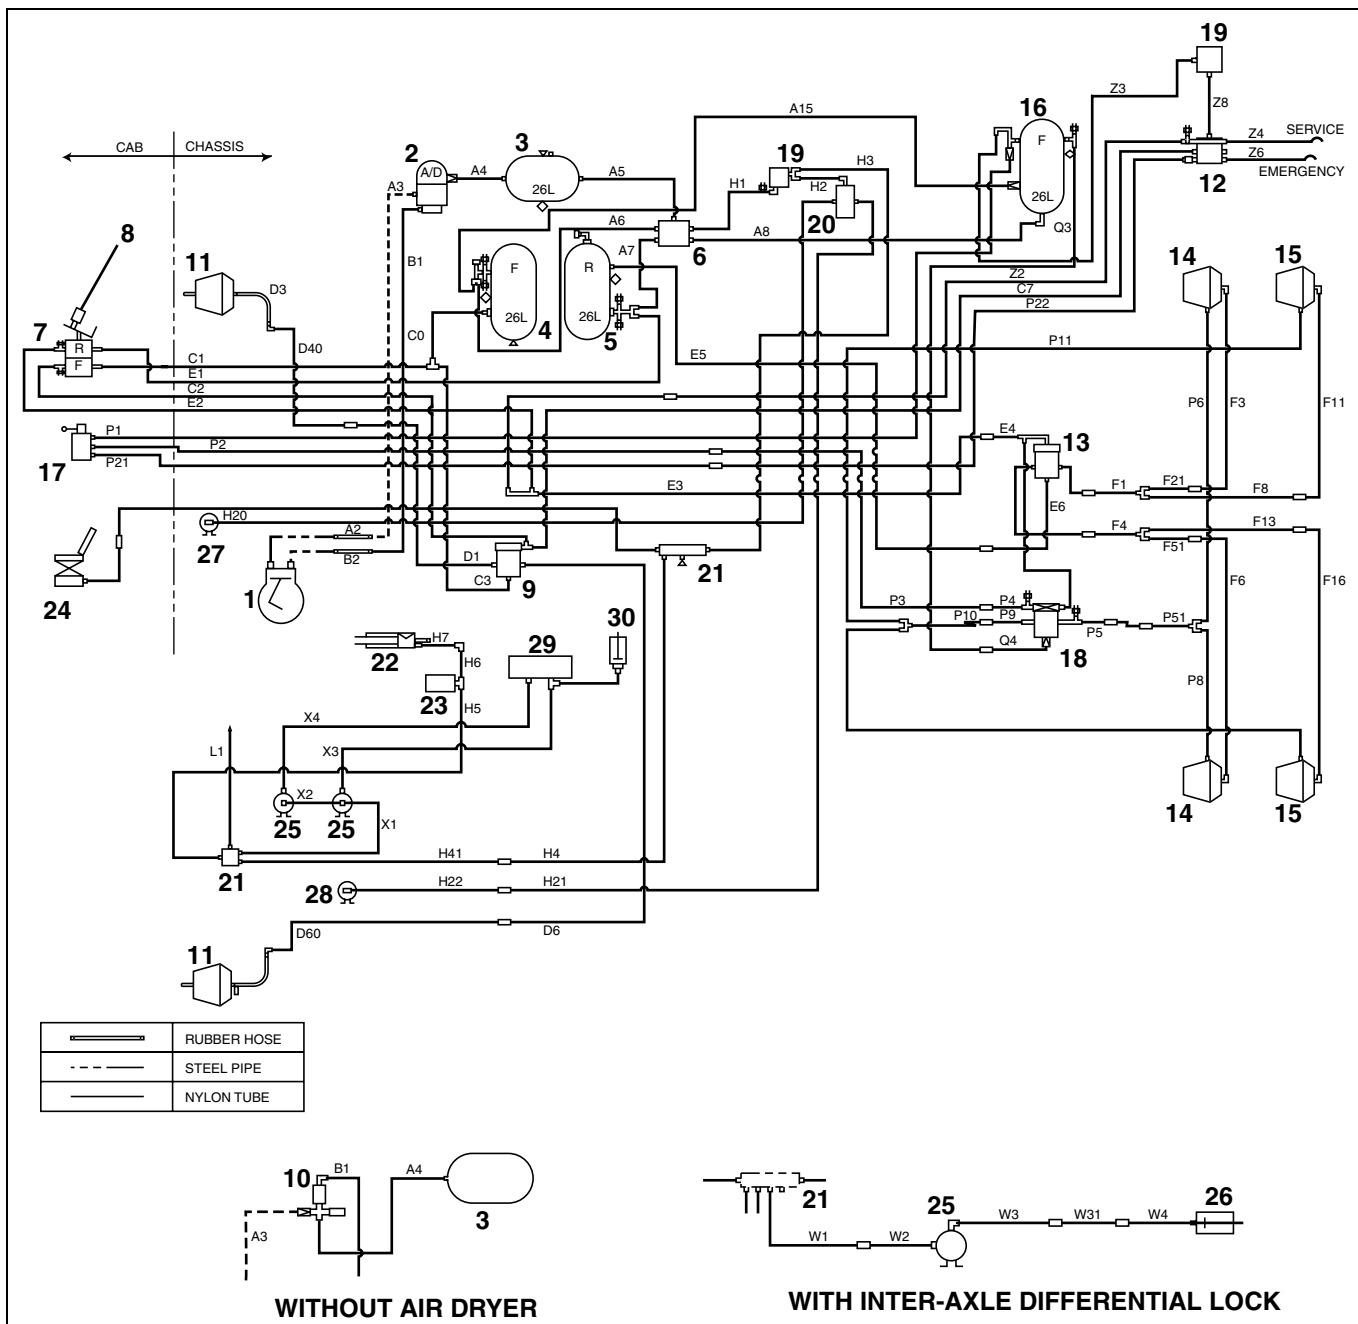 19
Z3
A15
16
Z8
SERVICE
Z4
CAB
CHASSIS
2
3
F
Z6
EMERGENCY
19
H3
A/D
A4
A5
12
A3
26L
H1
H2
26L
8
A6
20
Q3
A7
6
A8
11
B1
F
R
14
15
Z2
D3
C7
P22
7
26L
4
26L
5
C0
R
D40
P11
F
C1
E5
E1
C2
P6
F3
F11
E2
P1
E4
13
P2
17
P21
F21
E3
F1
F8
E6
H20
F13
A2
F4
27
F51
B2
D1
21
F6
F16
24
1
C3
9
P3
P4
30
P10
P9
P51
H7
29
P5
22
Q4
18
H6
P8
23
H5
X4
L1
X3
X2
14
15
25
25
X1
H41
H4
21
28
H22
H21
D60
D6
11
RUBBER HOSE
STEEL PIPE
NYLON TUBE
10
B1
A4
21
25
26
3
W3
W31
W4
A3
W1
W2
WITHOUT AIR DRYER
WITH INTER-AXLE DIFFERENTIAL LOCK